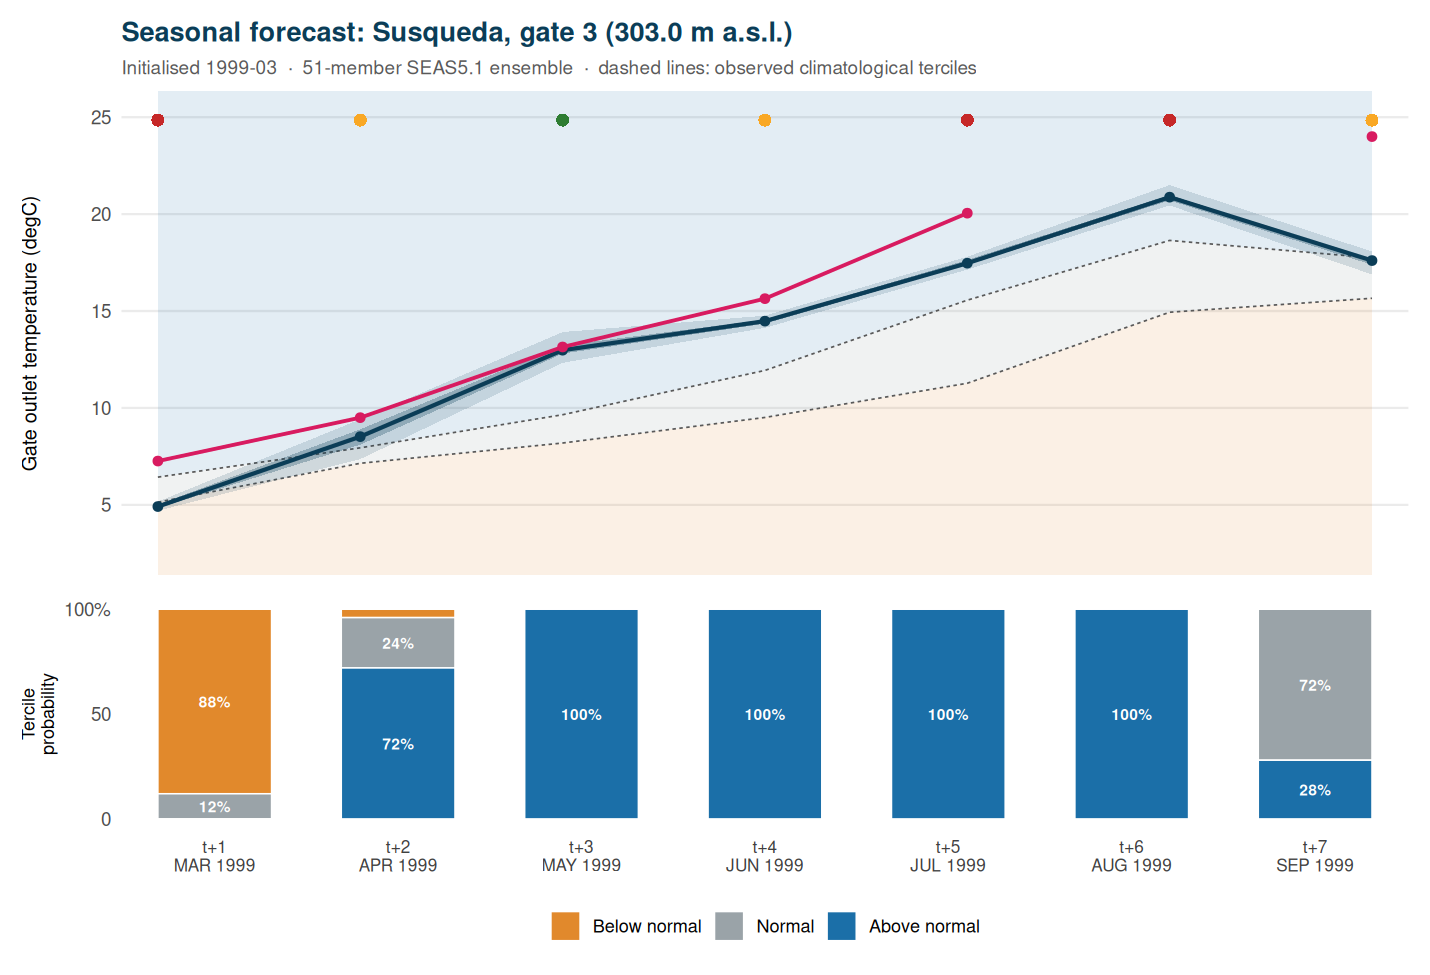 Seasonal forecast: Susqueda, gate 3 (303.0 m a.s.l.)
Initialised 1999-03 · 51-member SEAS5.1 ensemble · dashed lines: observed climatological terciles
Gate outlet temperature (degC)
25
20
15
10
5
Tercile
probability
100%
50
0
88%
12%
24%
72%
100%
100%
100%
100%
72%
28%
t+1
MAR 1999
t+2
APR 1999
t+3
MAY 1999
t+4
JUN 1999
t+5
JUL 1999
t+6
AUG 1999
t+7
SEP 1999
Below normal
Normal
Above normal